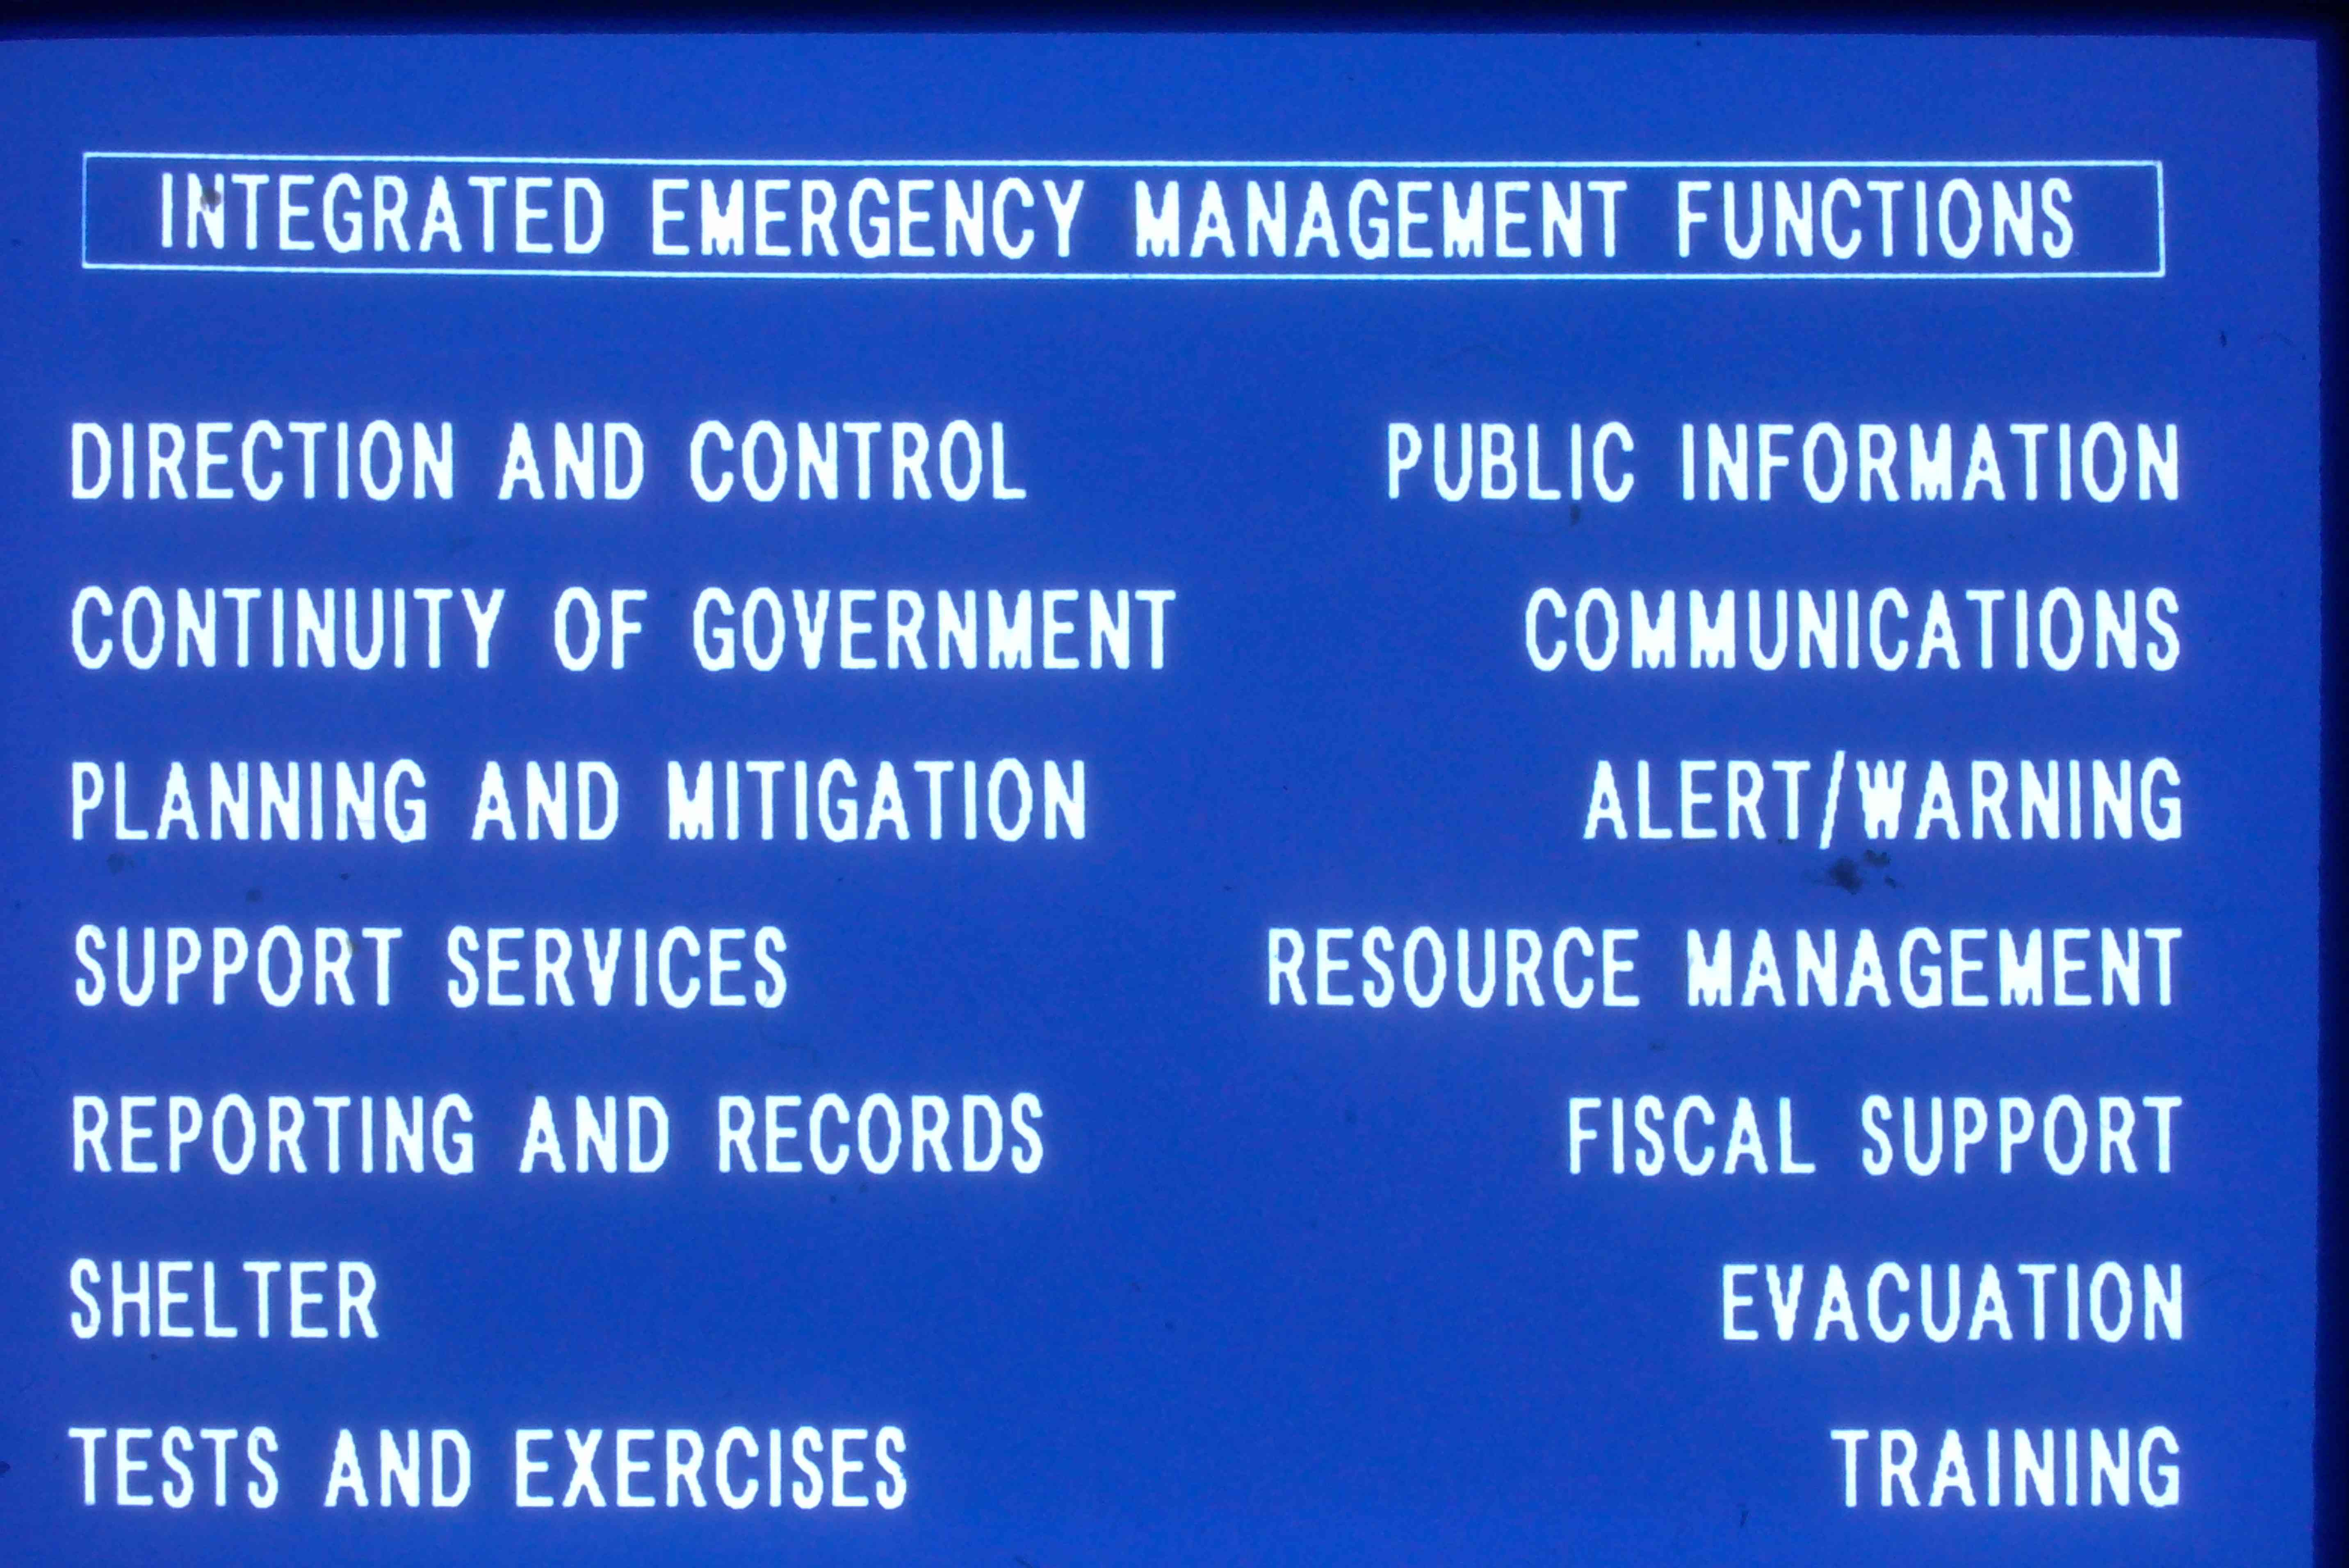 INTEGRATED EMERGENCY MANAGEMENT FUNCTIONS
DIRECTION AND CONTROL
PUBLIC INFORMATION
CONTINUITY OF GOVERNMENT
COMMUNICATIONS
PLANNING AND MITIGATION
ALERT/WARNING
SUPPORT SERVICES
RESOURCE MANAGEMENT
REPORTING AND RECORDS
FISCAL SUPPORT
SHELTER
EVACUATION
TESTS AND EXERCISES
TRAINING